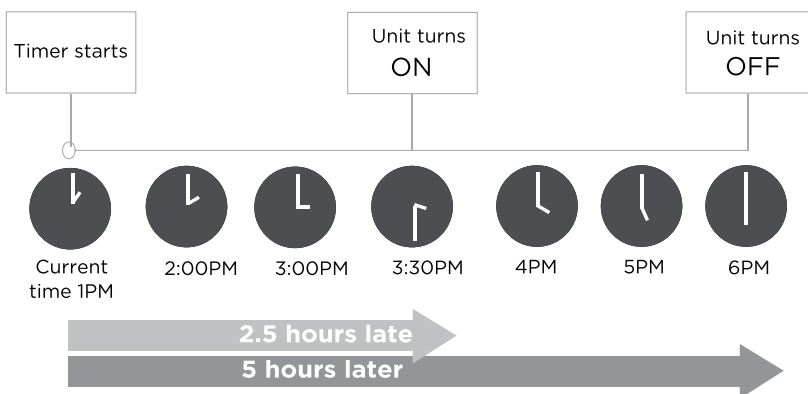 Timer starts
Unit turns
ON
Unit turns
OFF
Current
time 1PM
2:00PM
3:00PM
3:30PM
4PM
5PM
6PM
2.5 hours late
5 hours later